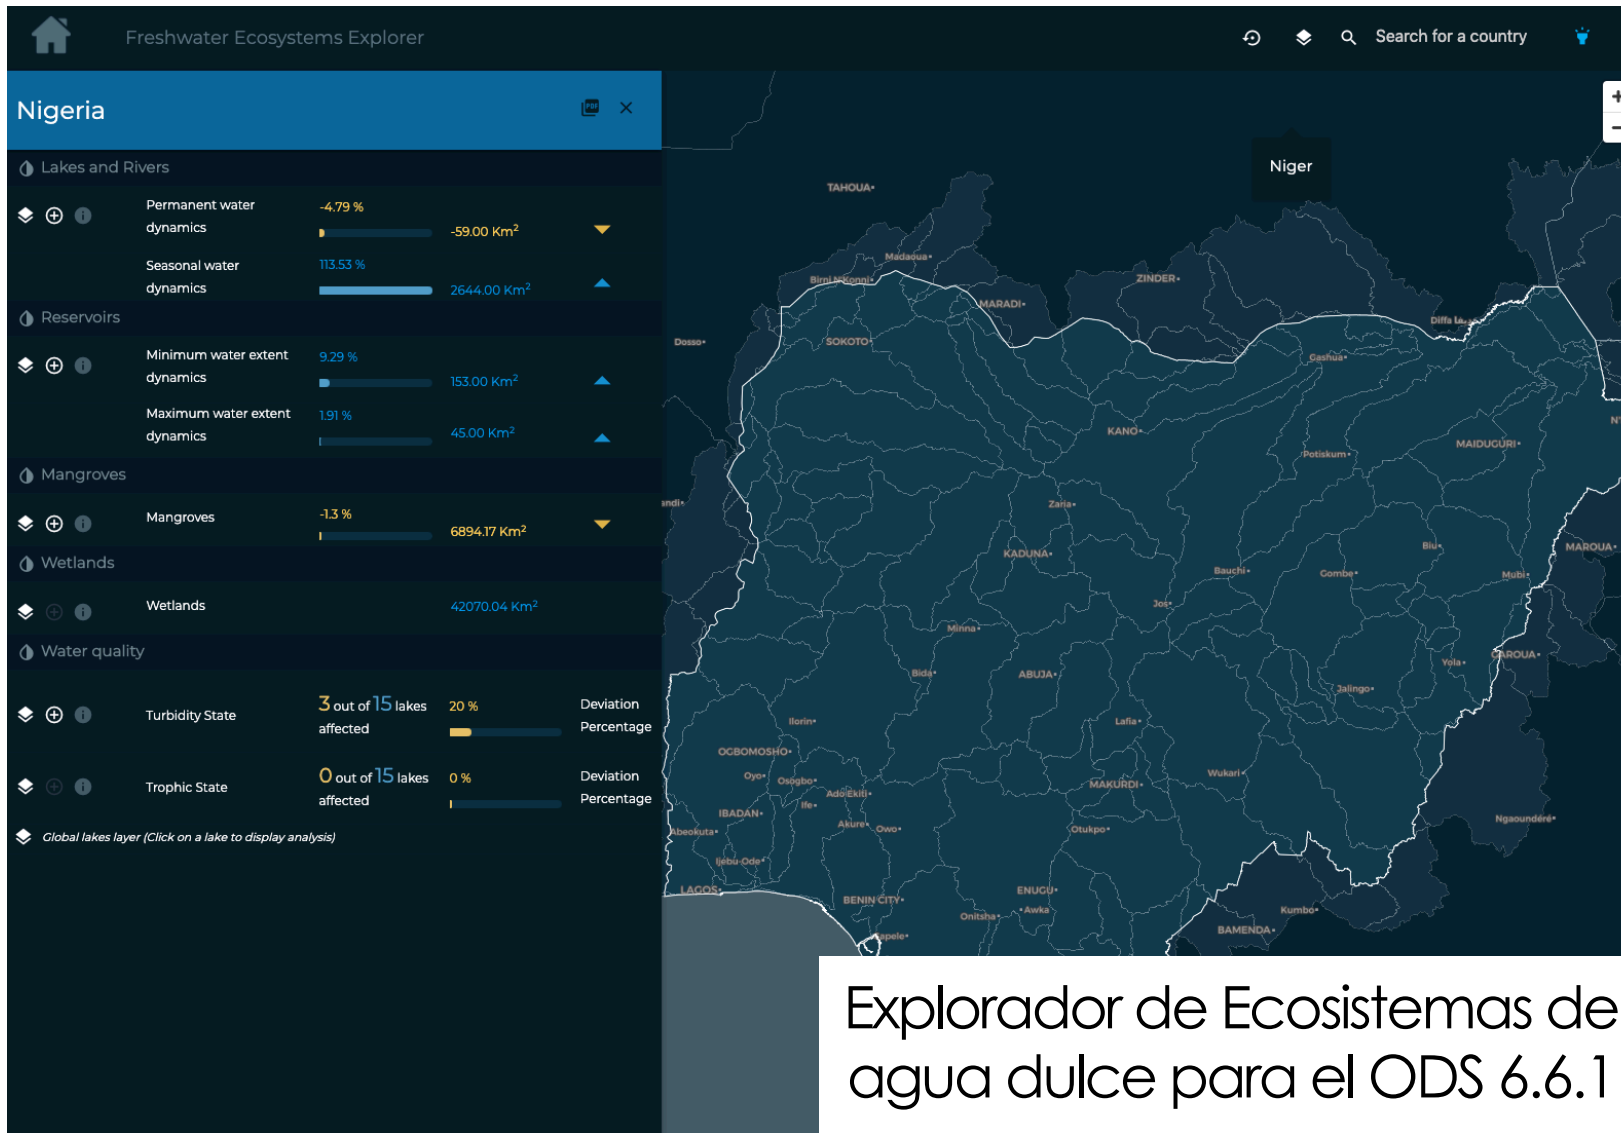 Freshwater Ecosystems Explorer
Search for a country
Nigeria
PDF
Lakes and Rivers
Permanent water
dynamics
-4.79 %
-59.00 Km²
Seasonal water
dynamics
113.53 %
2644.00 Km²
Reservoirs
Minimum water extent
dynamics
9.29 %
153.00 Km²
Maximum water extent
dynamics
1.91 %
45.00 Km²
Mangroves
Mangroves
-1.3 %
6894.17 Km²
Wetlands
Wetlands
42070.04 Km²
Water quality
Turbidity State
3 out of 15 lakes
affected
20 %
Deviation
Percentage
Trophic State
0 out of 15 lakes
affected
0 %
Deviation
Percentage
Global lakes layer (Click on a lake to display analysis)
Niger
TAHOUA
Madaoua
Birni N'Konni
ZINDER
MARADI
Diffa
Dosso
SOKOTO
Gashua
KANO
MAIDUGURI
Potiskum
Zaria
KADUNA
Biu
MAROUA
Bauchi
Gombe
Mubi
Jos
Minna
Bida
ABUJA
Yola
GAROUA
Jalingo
Ilorin
Lafia
OGBOMOSHO
Oyo
Osogbo
Wukari
MAKURDI
Ado Ekiti
Ife
IBADAN
Akure
Owo
Otukpo
Abeokuta
Ngaoundéré
Ijebu-Ode
LAGOS
BENIN CITY
ENUGU
Awka
Onitsha
Kumbo
BAMENDA
Sapele
Explorador de Ecosistemas de
agua dulce para el ODS 6.6.1